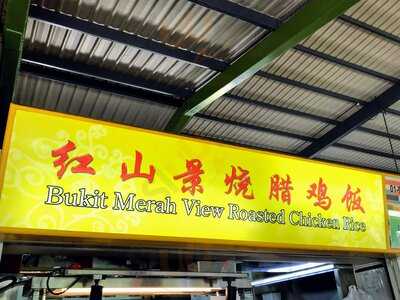 红山景烧腊鸡饭
Bukit Merah View Roasted Chicken Rice